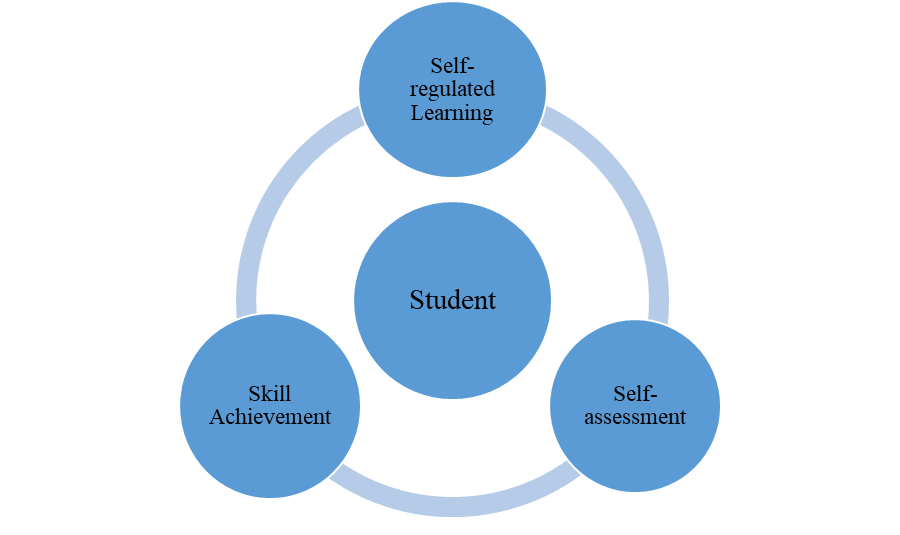 Self-
regulated
Learning
Student
Skill
Achievement
Self-
assessment